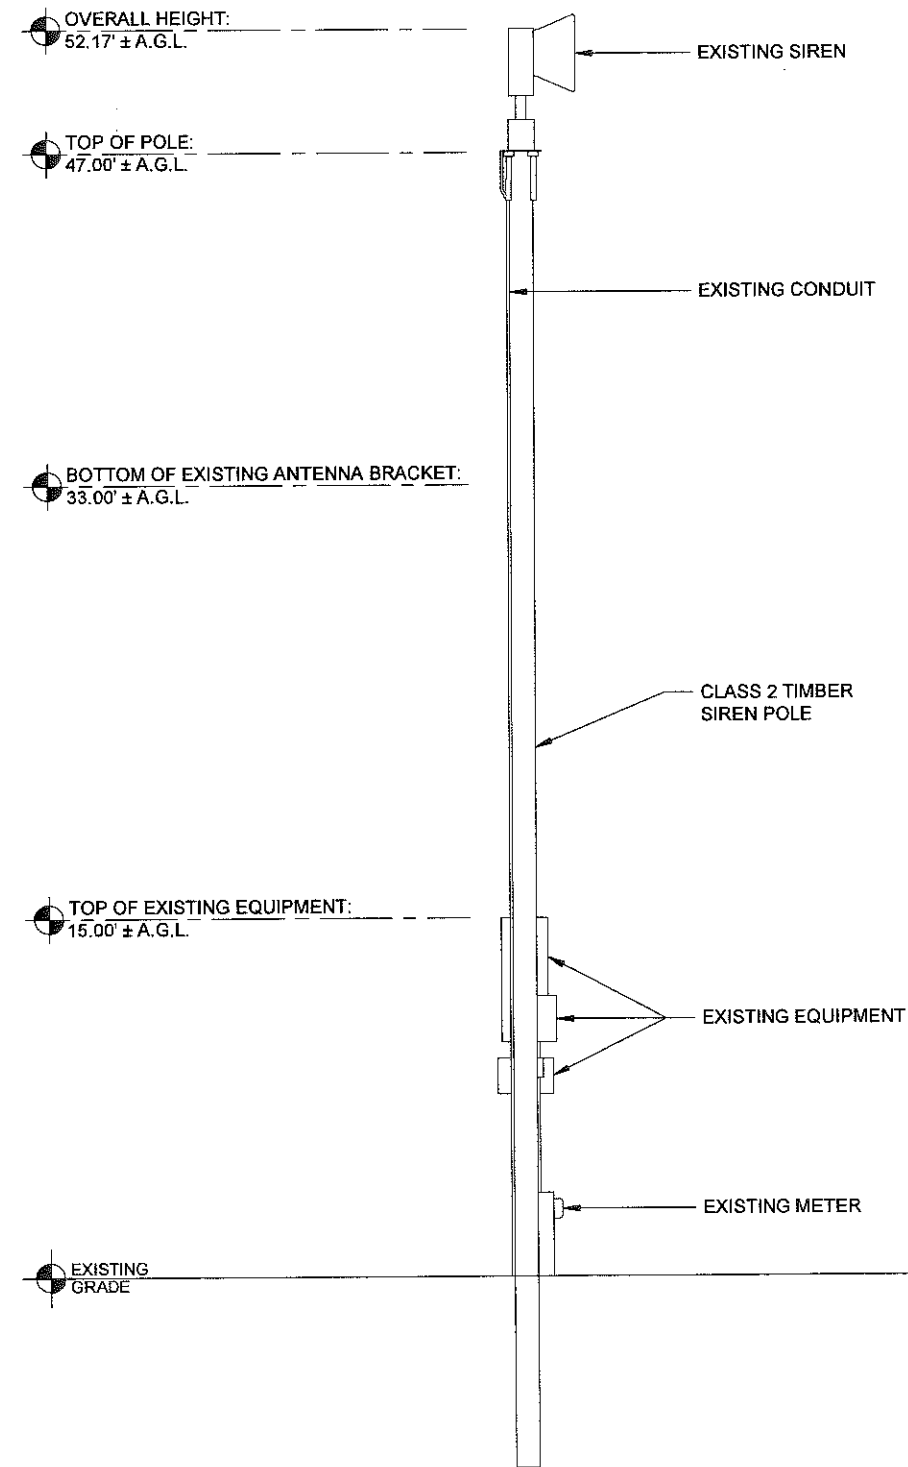 OVERALL HEIGHT:
52.17' ± A.G.L.
EXISTING SIREN
TOP OF POLE:
47.00' ± A.G.L.
EXISTING CONDUIT
BOTTOM OF EXISTING ANTENNA BRACKET:
33.00' ± A.G.L.
CLASS 2 TIMBER
SIREN POLE
TOP OF EXISTING EQUIPMENT:
15.00' ± A.G.L.
EXISTING EQUIPMENT
EXISTING METER
EXISTING
GRADE